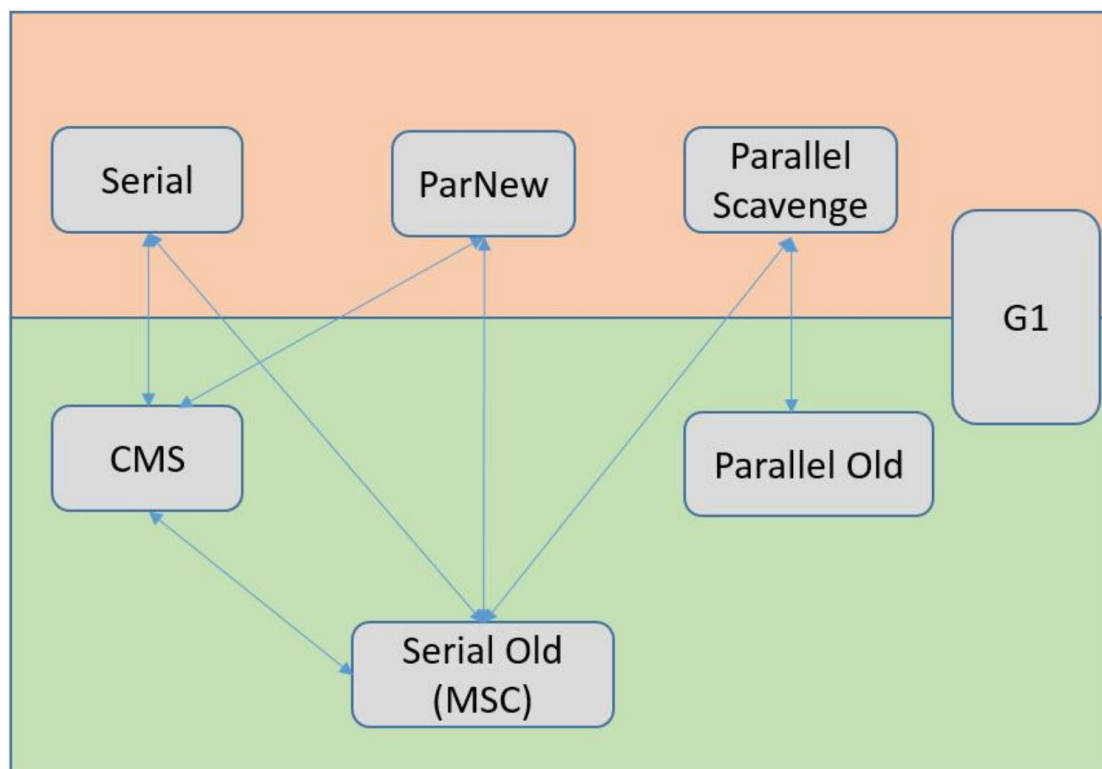 Serial
ParNew
Parallel
Scavenge
G1
CMS
Parallel Old
Serial Old
(MSC)